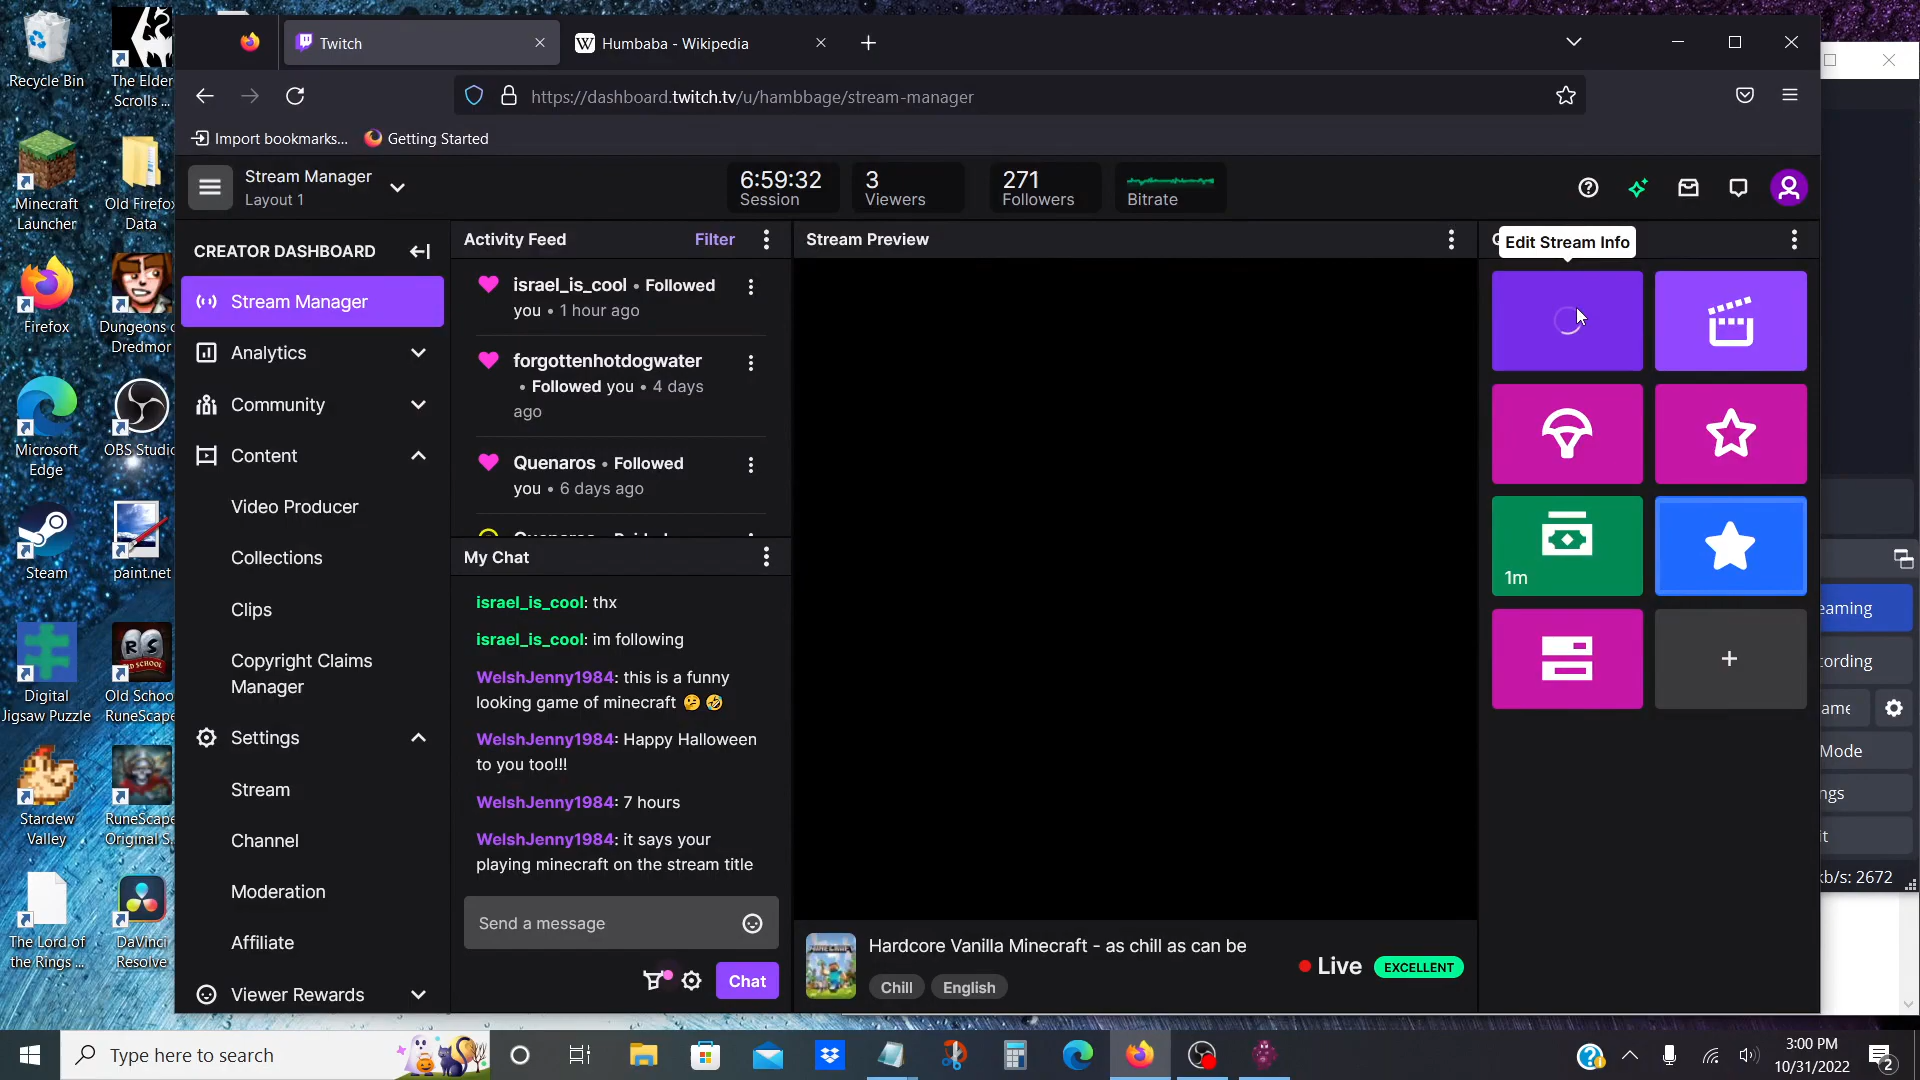 Recycle Bin
The Elder
Scrolls ...
Minecraft
Launcher
Old Firefox
Data
Firefox
Dungeons of
Dredmor
Microsoft
Edge
OBS Studio
Steam
paint.net
Digital
Jigsaw Puzzle
Old School
RuneScape
Stardew
Valley
RuneScape
Original S...
The Lord of
the Rings ...
DaVinci
Resolve
Twitch
W Humbaba - Wikipedia
https://dashboard.twitch.tv/u/hambbage/stream-manager
Import bookmarks...
Getting Started
Stream Manager
Layout 1
6:59:32
Session
3
Viewers
271
Followers
Bitrate
CREATOR DASHBOARD
Stream Manager
Analytics
Community
Content
Video Producer
Collections
Clips
Copyright Claims
Manager
Settings
Stream
Channel
Moderation
Affiliate
Viewer Rewards
Activity Feed
Filter
israel_is_cool • Followed
you • 1 hour ago
forgottenhotdogwater
• Followed you • 4 days
ago
Quenaros • Followed
you • 6 days ago
My Chat
israel_is_cool: thx
israel_is_cool: im following
WelshJenny1984: this is a funny
looking game of minecraft 🤔 🤣
WelshJenny1984: Happy Halloween
to you too!!!
WelshJenny1984: 7 hours
WelshJenny1984: it says your
playing minecraft on the stream title
Send a message
Chat
Stream Preview
Hardcore Vanilla Minecraft - as chill as can be
Chill
English
Live
EXCELLENT
Edit Stream Info
1m
eaming
cording
ame
Mode
ngs
it
kb/s: 2672
Type here to search
3:00 PM
10/31/2022
2